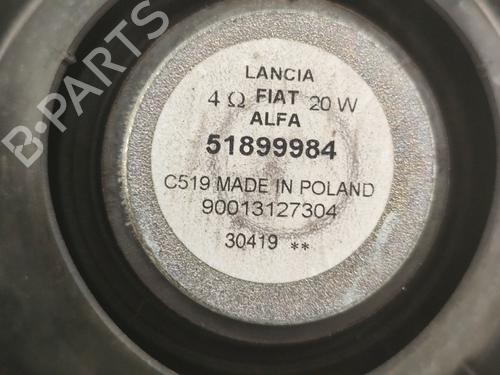 LANCIA
4 Ω FIAT 20 W
ALFA
51899984
C519 MADE IN POLAND
90013127304
30419 **
B-PARTS